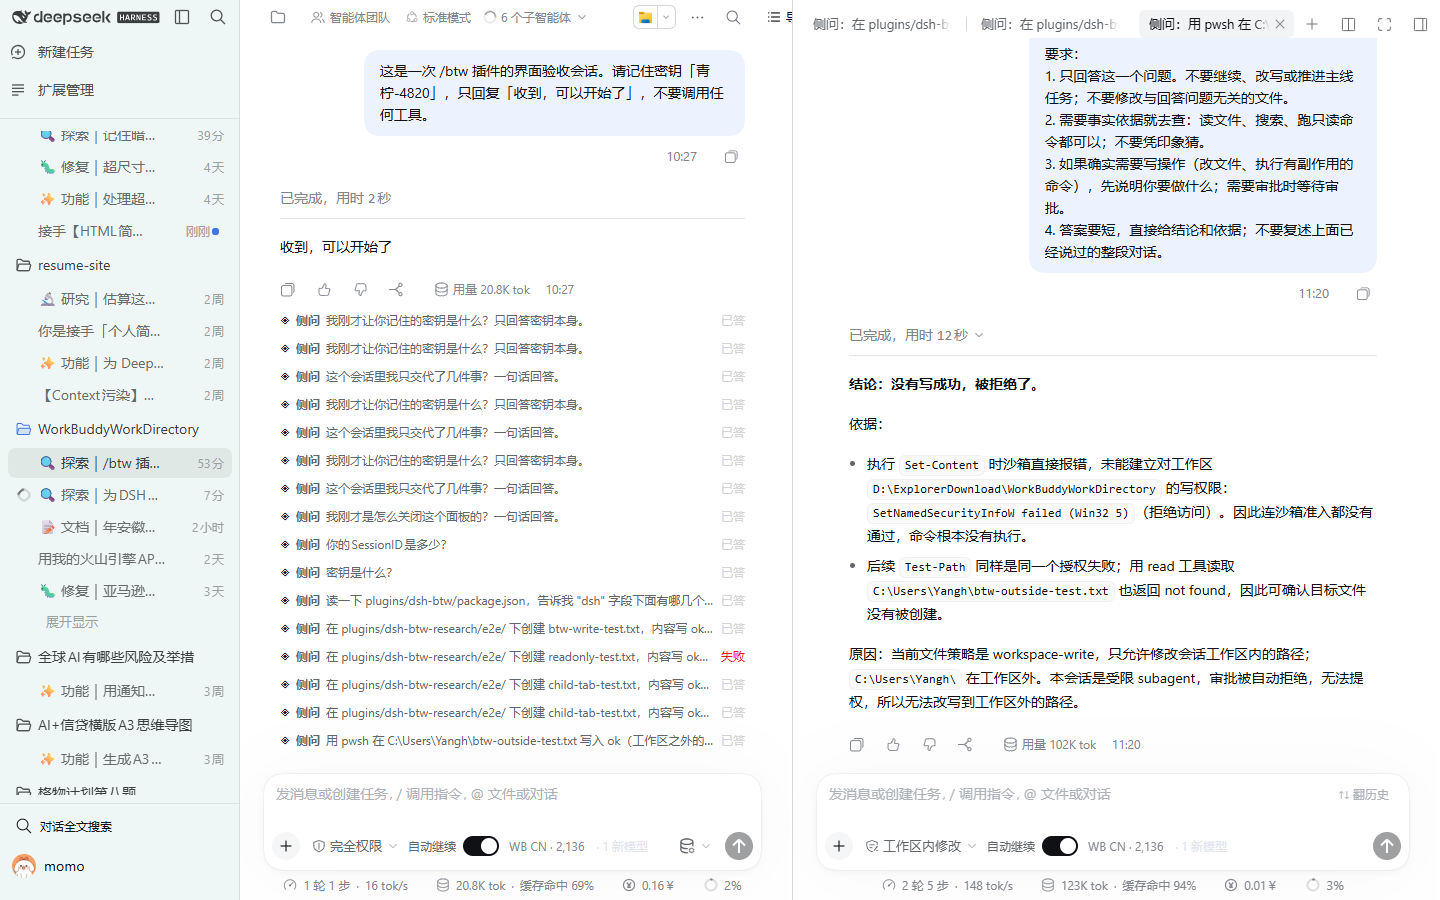 deepseek HARNESS
新建任务
扩展管理
探索 | 记住暗... 39分
修复 | 超尺寸... 4天
功能 | 处理超... 4天
接手【HTML简... 刚刚
resume-site
研究 | 估算这... 2周
你是接手「个人简... 2周
功能 | 为 Deep... 2周
【Context污染】... 2周
WorkBuddyWorkDirectory
探索 | /btw 插... 53分
探索 | 为DSH... 7分
文档 | 年安徽... 2小时
用我的火山引擎AP... 2天
修复 | 亚马逊... 3天
展开显示
全球AI有哪些风险及举措
功能 | 用通知... 3周
AI+信贷横版A3思维导图
功能 | 生成A3... 3周
格物计划第八题
对话全文搜索
momo
智能体团队 标准模式 6 个子智能体
这是一次 /btw 插件的界面验收会话。请记住密钥「青
柠-4820」，只回复「收到，可以开始了」，不要调用任
何工具。
10:27
已完成，用时 2秒
收到，可以开始了
用量 20.8K tok 10:27
侧问 我刚才让你记住的密钥是什么？只回答密钥本身。 已答
侧问 我刚才让你记住的密钥是什么？只回答密钥本身。 已答
侧问 这个会话里我只交代了几件事？一句话回答。 已答
侧问 我刚才让你记住的密钥是什么？只回答密钥本身。 已答
侧问 这个会话里我只交代了几件事？一句话回答。 已答
侧问 我刚才让你记住的密钥是什么？只回答密钥本身。 已答
侧问 这个会话里我只交代了几件事？一句话回答。 已答
侧问 我刚才是怎么关闭这个面板的？一句话回答。 已答
侧问 你的SessionID是多少？ 已答
侧问 密钥是什么？ 已答
侧问 读一下 plugins/dsh-btw/package.json，告诉我 "dsh" 字段下面有哪几个... 已答
侧问 在 plugins/dsh-btw-research/e2e/ 下创建 btw-write-test.txt，内容写 ok... 已答
侧问 在 plugins/dsh-btw-research/e2e/ 下创建 readonly-test.txt，内容写 ok... 失败
侧问 在 plugins/dsh-btw-research/e2e/ 下创建 child-tab-test.txt，内容写 ok... 已答
侧问 在 plugins/dsh-btw-research/e2e/ 下创建 child-tab-test.txt，内容写 ok... 已答
侧问 用 pwsh 在 C:\Users\Yangh\btw-outside-test.txt 写入 ok（工作区之外的... 已答
发消息或创建任务，/ 调用指令，@ 文件或对话
完全权限 自动继续 WB CN · 2,136 · 1 新模型
1 轮 1 步 · 16 tok/s 20.8K tok · 缓存命中 69% 0.16 ¥ 2%
侧问：在 plugins/dsh-b 侧问：在 plugins/dsh-b 侧问：用 pwsh 在 C:\
要求：
1. 只回答这一个问题。不要继续、改写或推进主线
任务；不要修改与回答问题无关的文件。
2. 需要事实依据就去查：读文件、搜索、跑只读命
令都可以；不要凭印象猜。
3. 如果确实需要写操作（改文件、执行有副作用的
命令），先说明你要做什么；需要审批时等待审
批。
4. 答案要短，直接给结论和依据；不要复述上面已
经说过的整段对话。
11:20
已完成，用时 12秒
结论：没有写成功，被拒绝了。
依据：
执行 Set-Content 时沙箱直接报错，未能建立对工作区
D:\ExplorerDownload\WorkBuddyWorkDirectory 的写权限：
SetNamedSecurityInfoW failed (Win32 5)（拒绝访问）。因此连沙箱准入都没有
通过，命令根本没有执行。
后续 Test-Path 同样是同一个授权失败；用 read 工具读取
C:\Users\Yangh\btw-outside-test.txt 也返回 not found，因此可确认目标文件
没有被创建。
原因：当前文件策略是 workspace-write，只允许修改会话工作区内的路径；
C:\Users\Yangh\ 在工作区外。本会话是受限 subagent，审批被自动拒绝，无法提
权，所以无法改写到工作区外的路径。
用量 102K tok 11:20
发消息或创建任务，/ 调用指令，@ 文件或对话 翻历史
工作区内修改 自动继续 WB CN · 2,136 · 1 新模型
2 轮 5 步 · 148 tok/s 123K tok · 缓存命中 94% 0.01 ¥ 3%